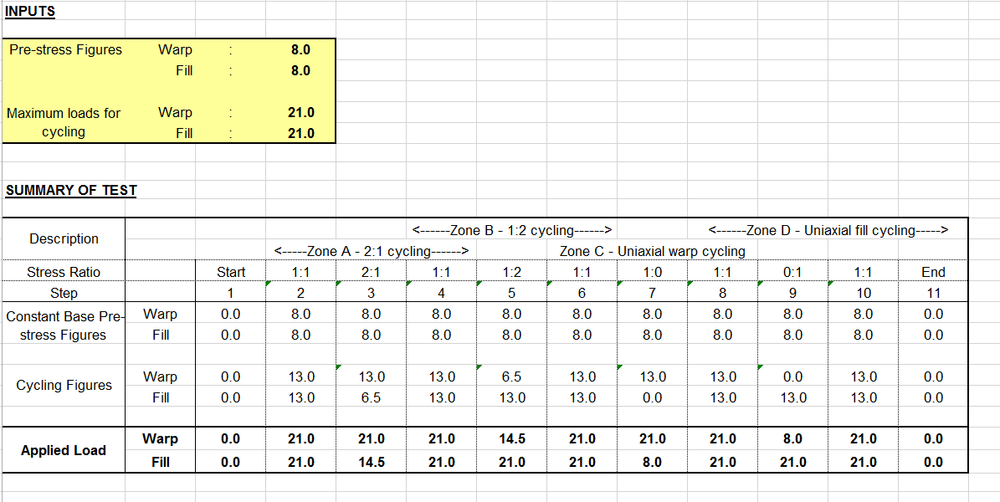 INPUTS
Pre-stress Figures Warp : 8.0
Fill : 8.0
Maximum loads for cycling Warp : 21.0
Fill : 21.0
SUMMARY OF TEST
Description
<------Zone B - 1:2 cycling------> <------Zone D - Uniaxial fill cycling----->
<-----Zone A - 2:1 cycling------> Zone C - Uniaxial warp cycling
Stress Ratio Start 1:1 2:1 1:1 1:2 1:1 1:0 1:1 0:1 1:1 End
Step 1 2 3 4 5 6 7 8 9 10 11
Constant Base Pre-stress Figures Warp 0.0 8.0 8.0 8.0 8.0 8.0 8.0 8.0 8.0 8.0 0.0
Fill 0.0 8.0 8.0 8.0 8.0 8.0 8.0 8.0 8.0 8.0 0.0
Cycling Figures Warp 0.0 13.0 13.0 13.0 6.5 13.0 13.0 13.0 0.0 13.0 0.0
Fill 0.0 13.0 6.5 13.0 13.0 13.0 0.0 13.0 13.0 13.0 0.0
Applied Load Warp 0.0 21.0 21.0 21.0 14.5 21.0 21.0 21.0 8.0 21.0 0.0
Fill 0.0 21.0 14.5 21.0 21.0 21.0 8.0 21.0 21.0 21.0 0.0